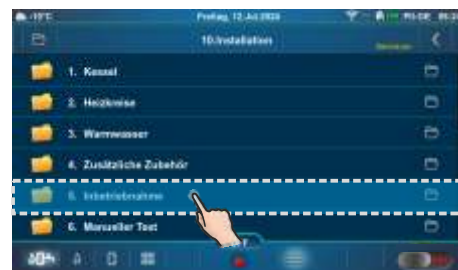 -19°C Freitag, 12. Jul 2024
10.Installation
1. Kessel
2. Heizkreise
3. Warmwasser
4. Zusätzliche Zubehör
5. Inbetriebnahme
6. Manueller Test